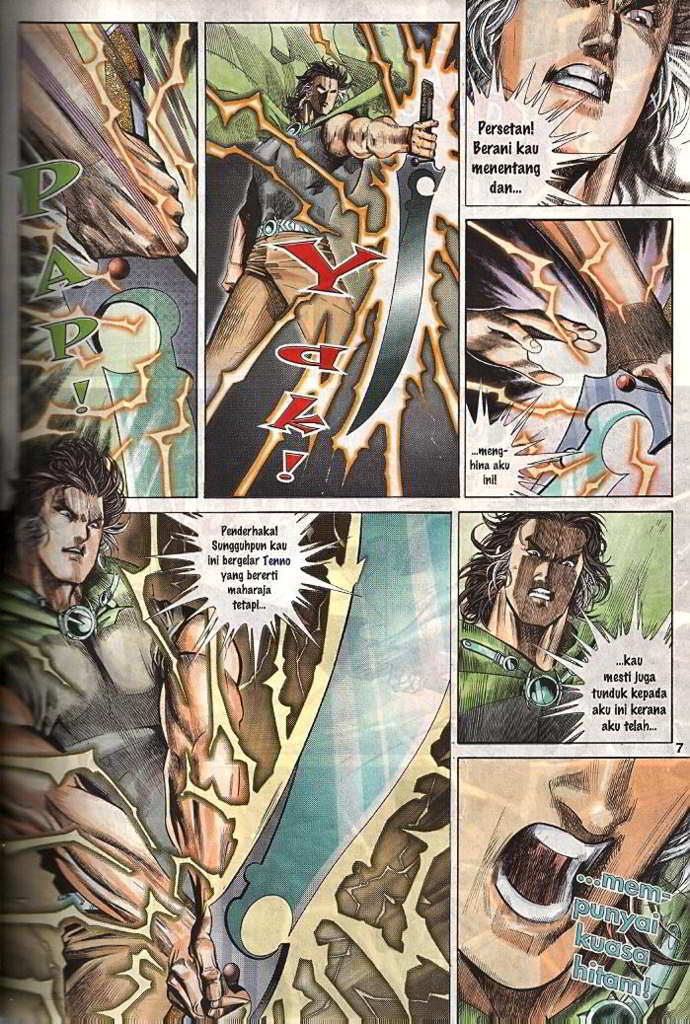 PAP!
Yak!
Persetan!
Berani kau
menentang
dan...
...meng-
hina aku
ini!
Penderhaka!
Sungguhpun kau
ini bergelar Tenno
yang bererti
maharaja
tetapi...
...kau
mesti juga
tunduk kepada
aku ini kerana
aku telah...
7
...mem-
punyai
kuasa
hitam!